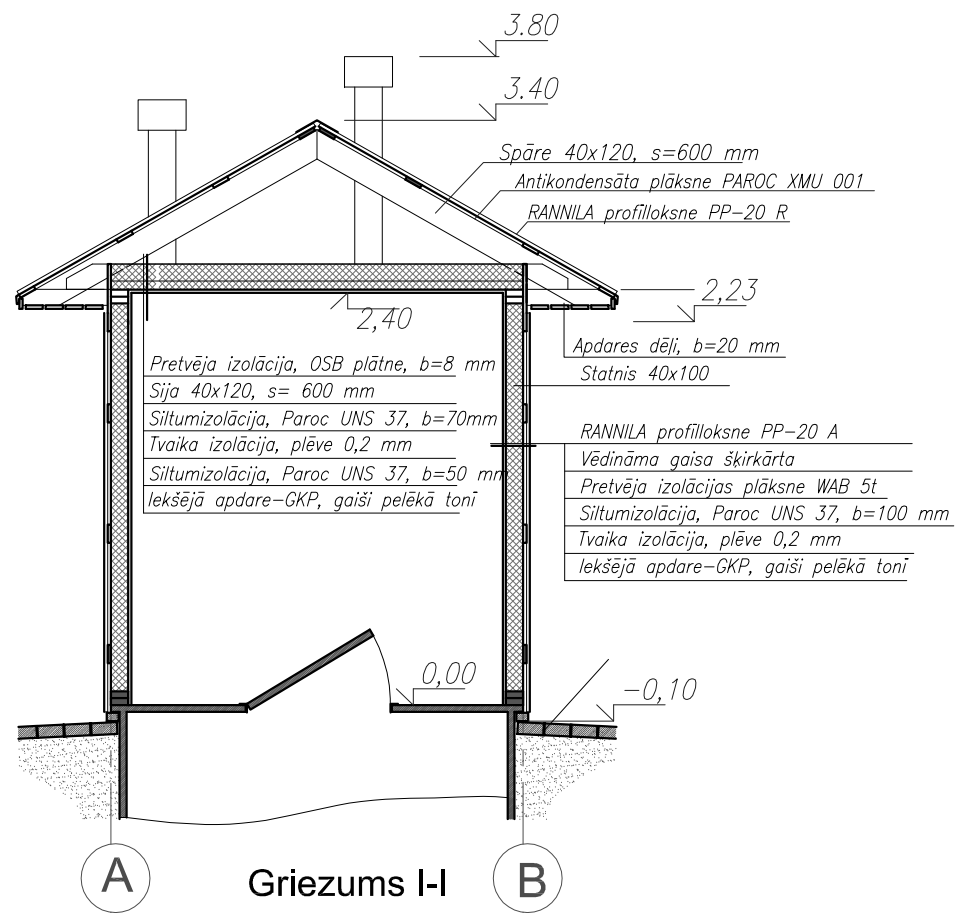 3.80
3.40
Spāre 40x120, s=600 mm
Antikondensāta plāksne PAROC XMU 001
RANNILA profilloksne PP-20 R
2,23
2,40
Apdares dēļi, b=20 mm
Statnis 40x100
Pretvēja izolācija, OSB plātne, b=8 mm
Sija 40x120, s= 600 mm
Siltumizolācija, Paroc UNS 37, b=70mm
Tvaika izolācija, plēve 0,2 mm
Siltumizolācija, Paroc UNS 37, b=50 mm
Iekšējā apdare-GKP, gaiši pelēkā tonī
RANNILA profilloksne PP-20 A
Vēdināma gaisa šķirkārta
Pretvēja izolācijas plāksne WAB 5t
Siltumizolācija, Paroc UNS 37, b=100 mm
Tvaika izolācija, plēve 0,2 mm
Iekšējā apdare-GKP, gaiši pelēkā tonī
0,00
-0,10
A
Griezums I-I
B